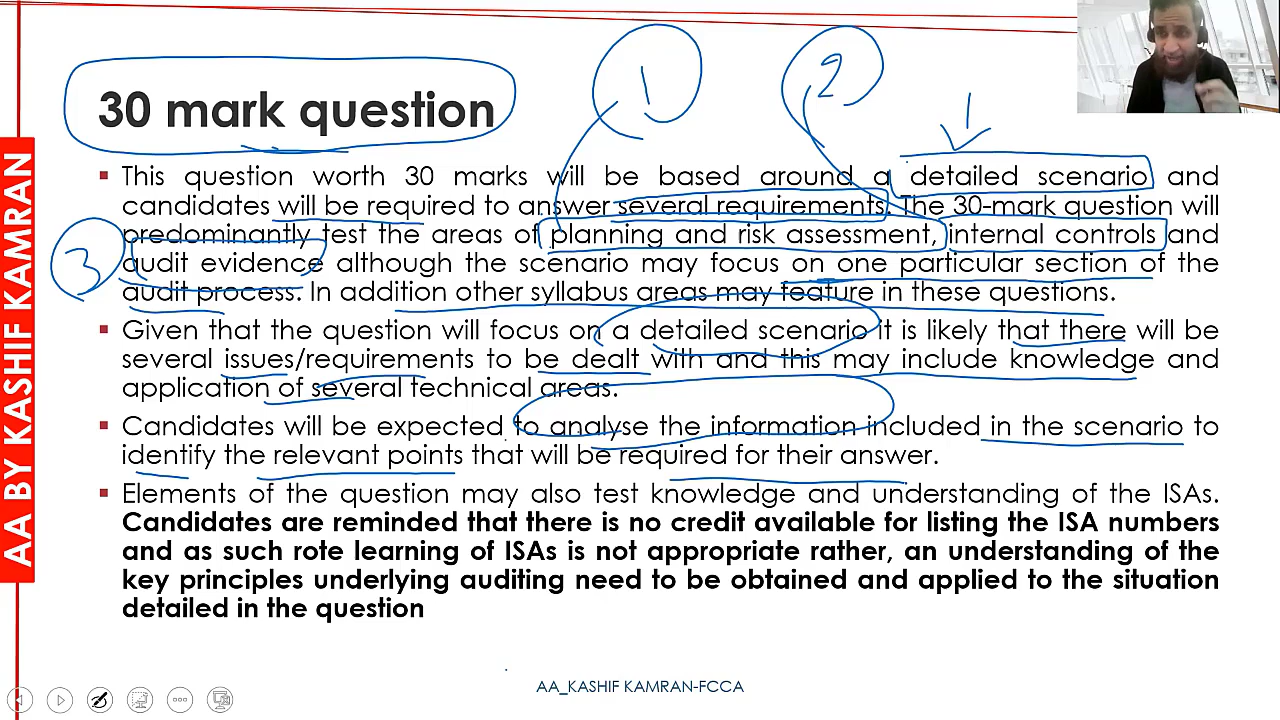 AA BY KASHIF KAMRAN
1
2
1
30 mark question
This question worth 30 marks will be based around a detailed scenario and
candidates will be required to answer several requirements. The 30-mark question will
predominantly test the areas of planning and risk assessment, internal controls and
3
audit evidence although the scenario may focus on one particular section of the
audit process. In addition other syllabus areas may feature in these questions.
Given that the question will focus on a detailed scenario it is likely that there will be
several issues/requirements to be dealt with and this may include knowledge and
application of several technical areas.
Candidates will be expected to analyse the information included in the scenario to
identify the relevant points that will be required for their answer.
Elements of the question may also test knowledge and understanding of the ISAs.
Candidates are reminded that there is no credit available for listing the ISA numbers
and as such rote learning of ISAs is not appropriate rather, an understanding of the
key principles underlying auditing need to be obtained and applied to the situation
detailed in the question
AA_KASHIF KAMRAN-FCCA